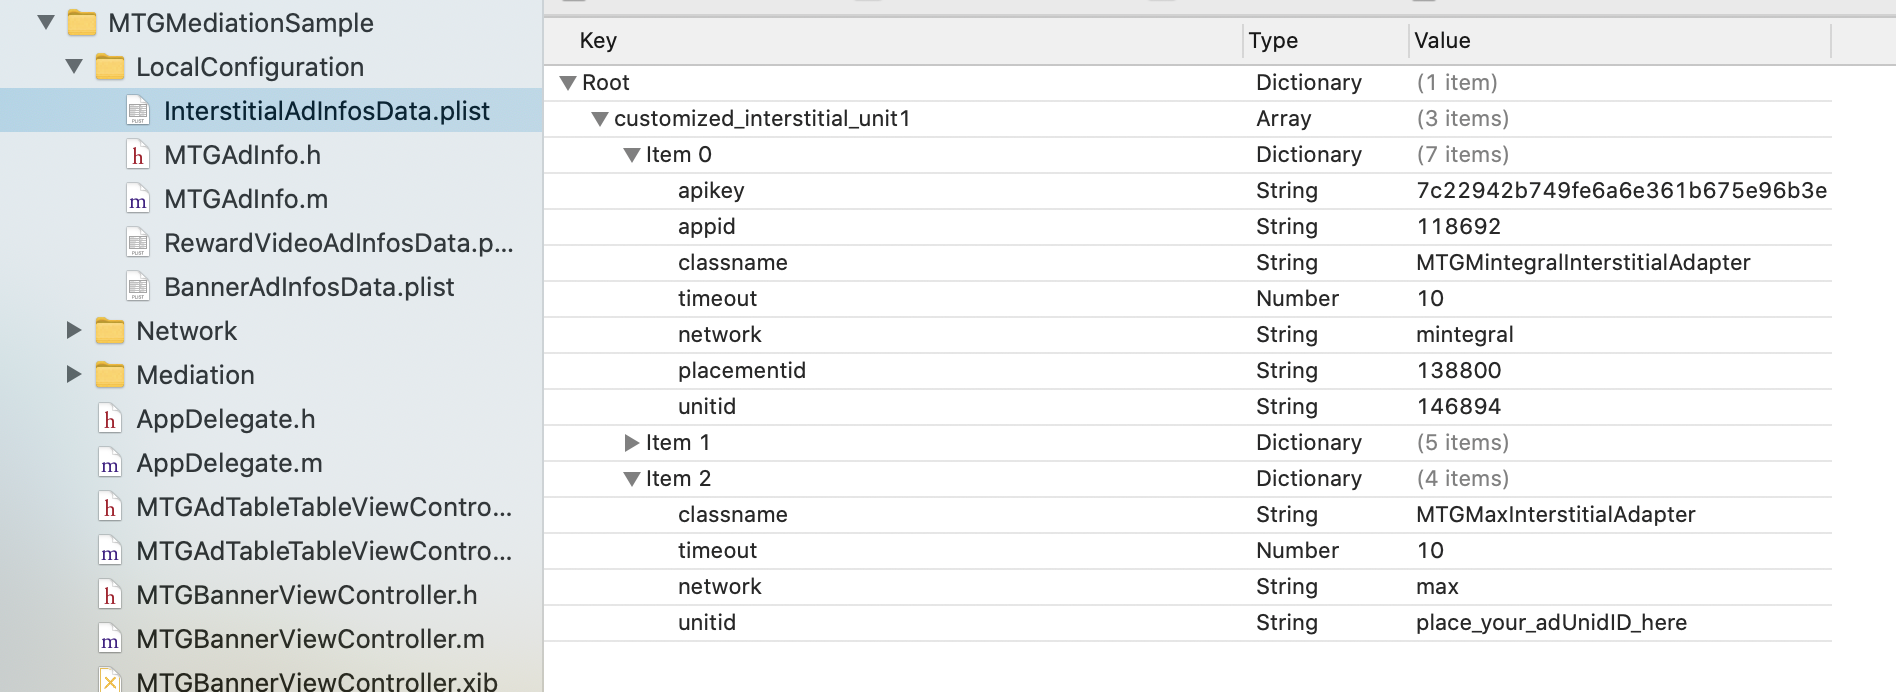 MTGMediationSample
LocalConfiguration
InterstitialAdInfosData.plist
MTGAdInfo.h
MTGAdInfo.m
RewardVideoAdInfosData.p...
BannerAdInfosData.plist
Network
Mediation
AppDelegate.h
AppDelegate.m
MTGAdTableTableViewContro...
MTGAdTableTableViewContro...
MTGBannerViewController.h
MTGBannerViewController.m
MTGBannerViewController.xib
Key Type Value
Root Dictionary (1 item)
customized_interstitial_unit1 Array (3 items)
Item 0 Dictionary (7 items)
apikey String 7c22942b749fe6a6e361b675e96b3e
appid String 118692
classname String MTGMintegralInterstitialAdapter
timeout Number 10
network String mintegral
placementid String 138800
unitid String 146894
Item 1 Dictionary (5 items)
Item 2 Dictionary (4 items)
classname String MTGMaxInterstitialAdapter
timeout Number 10
network String max
unitid String place_your_adUnidID_here